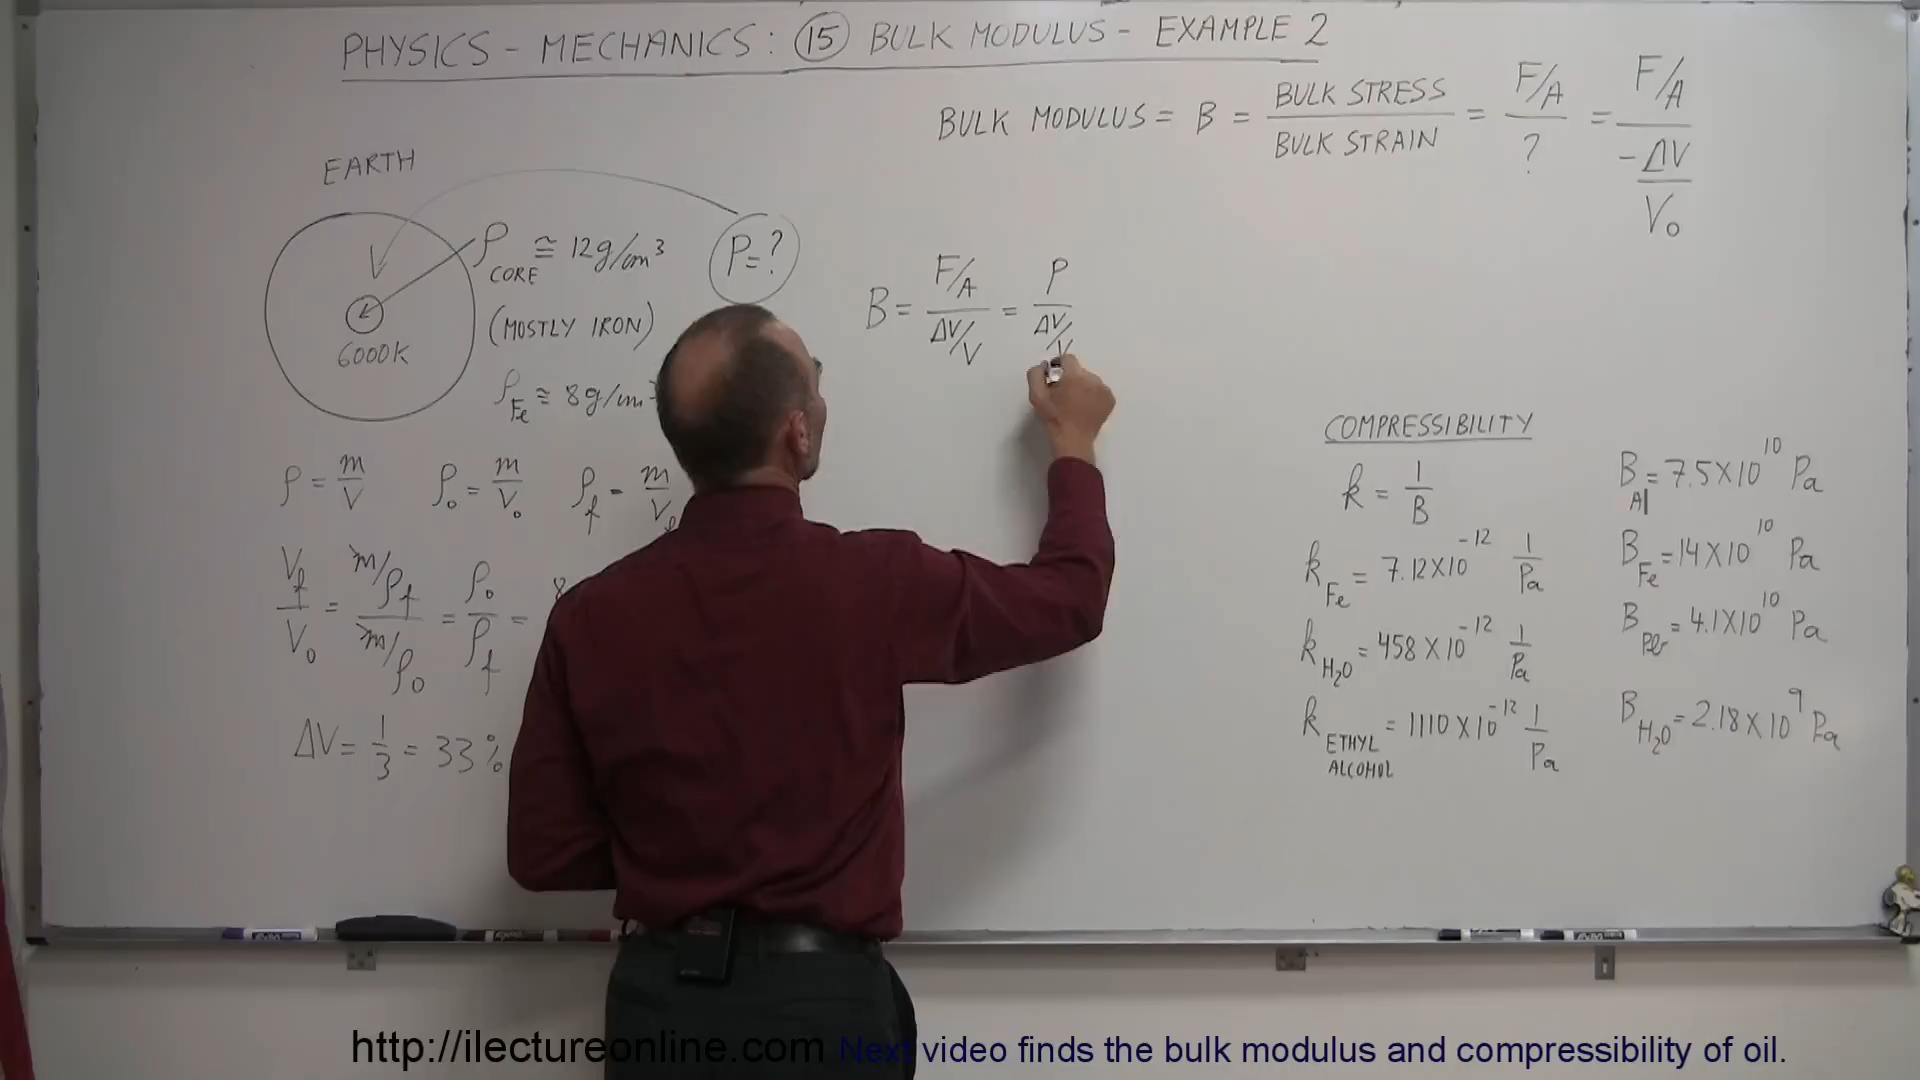 PHYSICS - MECHANICS: 15 BULK MODULUS - EXAMPLE 2
BULK MODULUS = B = BULK STRESS / BULK STRAIN = F/A / ? = F/A / -ΔV/V₀
EARTH
ρ CORE ≅ 12g/cm³
P=?
(MOSTLY IRON)
6000K
ρ Fe ≅ 8g/cm
B = F/A / ΔV/V = P / ΔV/V
ρ = m/V ρ₀ = m/V₀ ρf = m/Vf
Vf/V₀ = m/ρf / m/ρ₀ = ρ₀/ρf = 8
ΔV = 1/3 = 33%
COMPRESSIBILITY
k = 1/B
k Fe = 7.12×10⁻¹² 1/Pa
k H₂O = 458×10⁻¹² 1/Pa
k ETHYL ALCOHOL = 1110×10⁻¹² 1/Pa
B Al = 7.5×10¹⁰ Pa
B Fe = 14×10¹⁰ Pa
B Pb = 4.1×10¹⁰ Pa
B H₂O = 2.18×10⁹ Pa
http://ilectureonline.com Next video finds the bulk modulus and compressibility of oil.